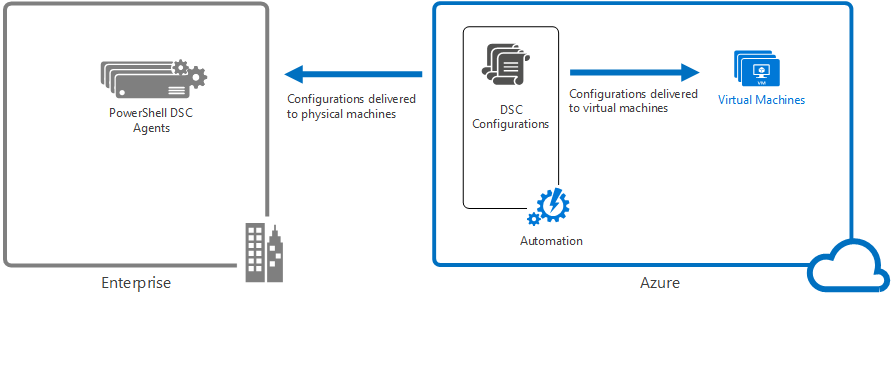 PowerShell DSC
Agents
Configurations delivered
to physical machines
DSC
Configurations
Configurations delivered
to virtual machines
VM
Virtual Machines
Automation
Enterprise
Azure